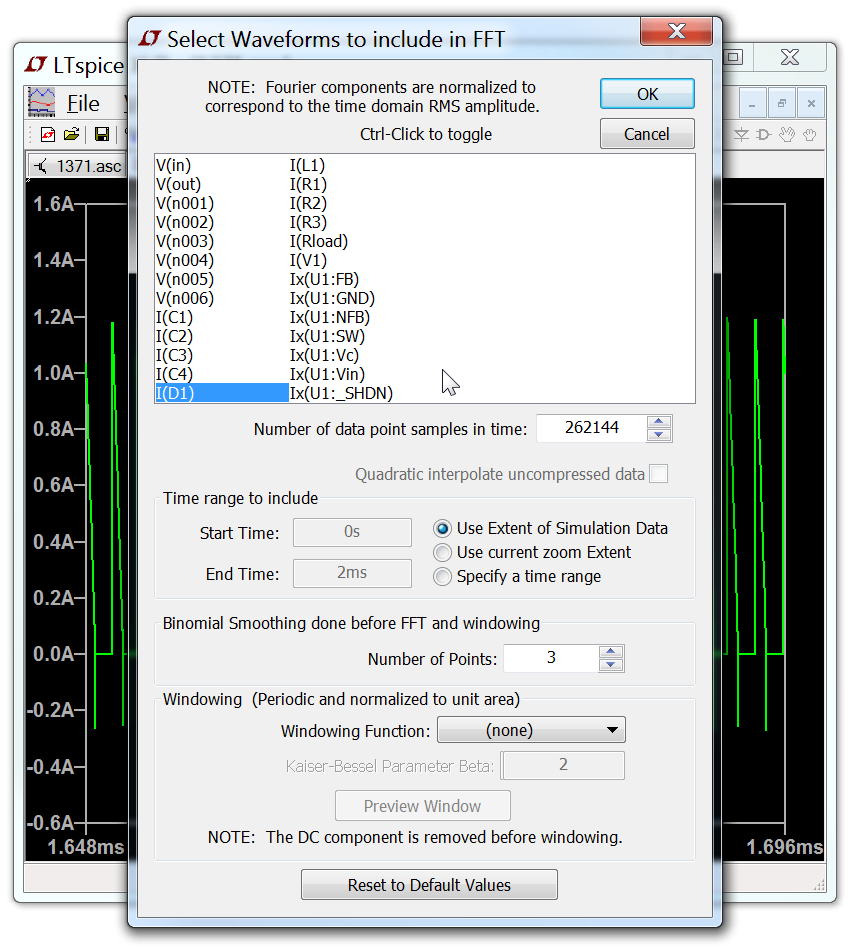 Select Waveforms to include in FFT
LTspice
File
1371.asc
NOTE: Fourier components are normalized to
correspond to the time domain RMS amplitude.
OK
Ctrl-Click to toggle
Cancel
V(in) I(L1)
V(out) I(R1)
V(n001) I(R2)
V(n002) I(R3)
V(n003) I(Rload)
V(n004) I(V1)
V(n005) Ix(U1:FB)
V(n006) Ix(U1:GND)
I(C1) Ix(U1:NFB)
I(C2) Ix(U1:SW)
I(C3) Ix(U1:Vc)
I(C4) Ix(U1:Vin)
I(D1) Ix(U1:_SHDN)
Number of data point samples in time: 262144
Quadratic interpolate uncompressed data
Time range to include
Start Time: 0s
Use Extent of Simulation Data
Use current zoom Extent
End Time: 2ms
Specify a time range
Binomial Smoothing done before FFT and windowing
Number of Points: 3
Windowing (Periodic and normalized to unit area)
Windowing Function: (none)
Kaiser-Bessel Parameter Beta: 2
Preview Window
NOTE: The DC component is removed before windowing.
Reset to Default Values
1.6A
1.4A
1.2A
1.0A
0.8A
0.6A
0.4A
0.2A
0.0A
-0.2A
-0.4A
-0.6A
1.648ms
1.696ms